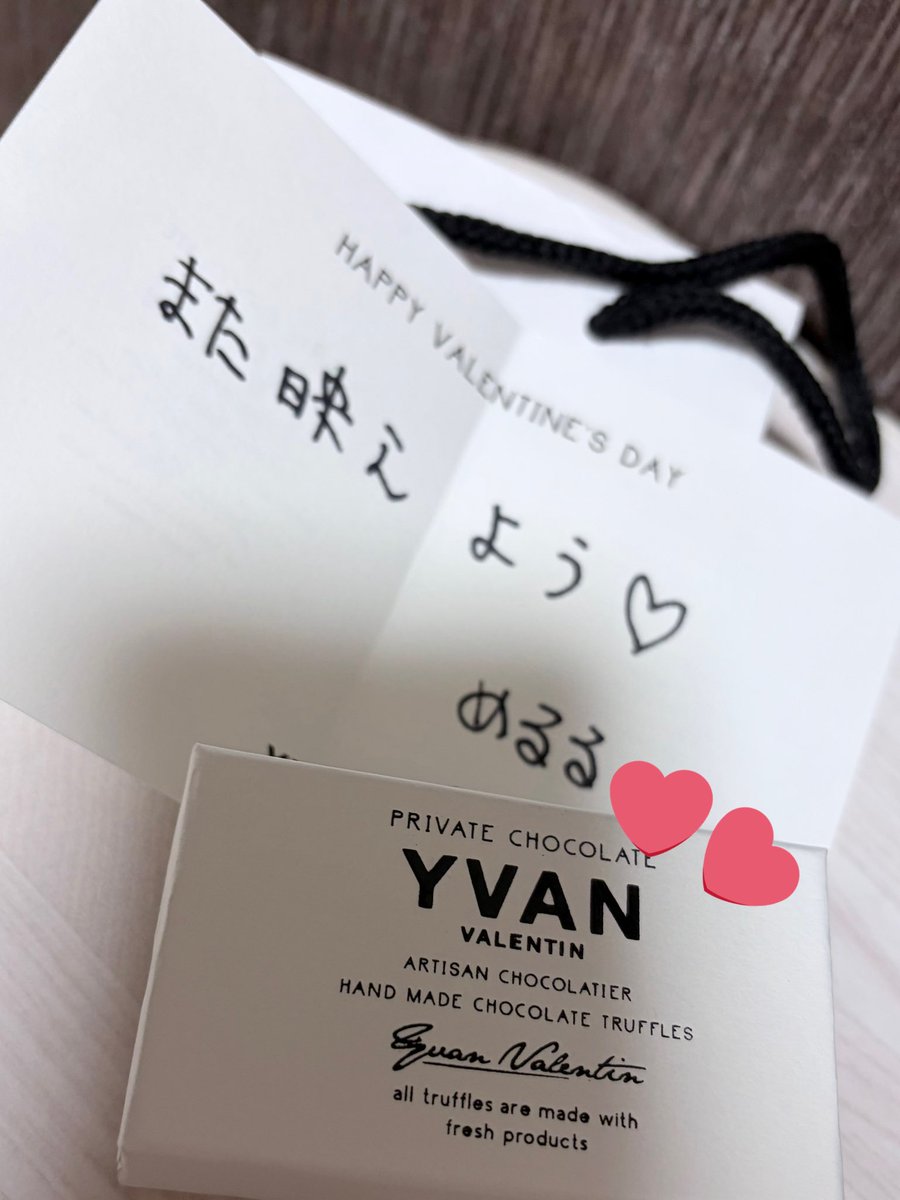 HAPPY VALENTINE'S DAY
また映え
よう♡
めるる
PRIVATE CHOCOLATE
YVAN
VALENTIN
ARTISAN CHOCOLATIER
HAND MADE CHOCOLATE TRUFFLES
Yvan Valentin
all truffles are made with
fresh products